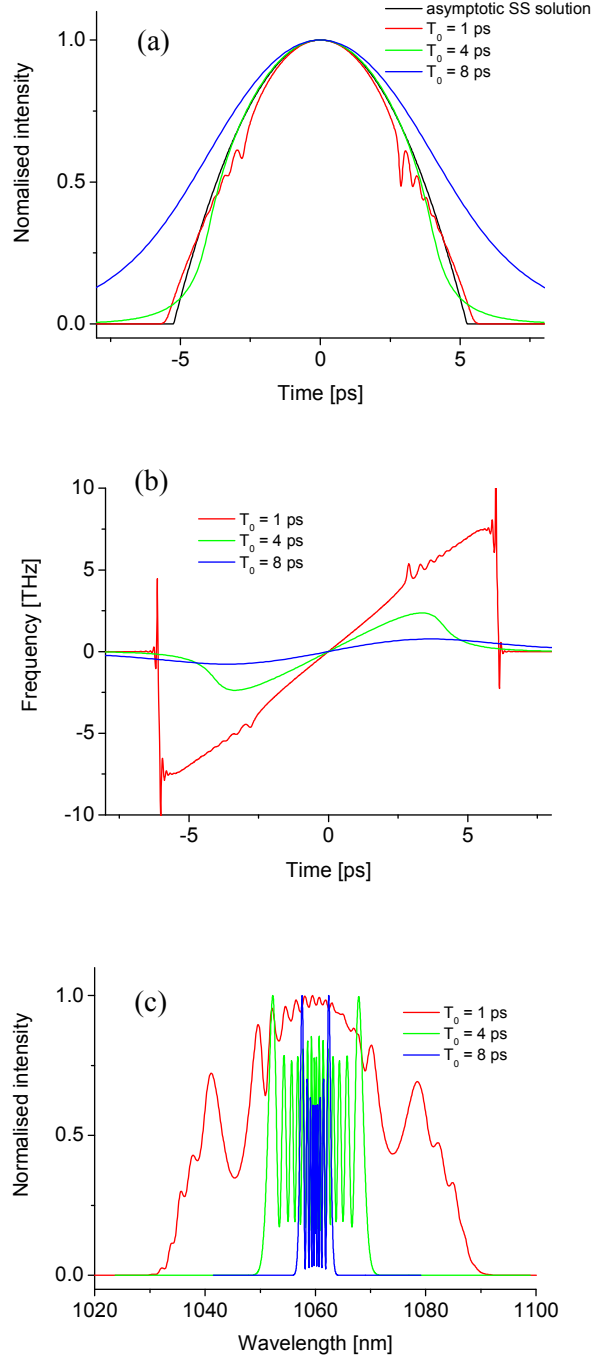 (a)
asymptotic SS solution
T0 = 1 ps
T0 = 4 ps
T0 = 8 ps
Nomalised intensity
1.0
0.5
0.0
-5
0
5
Time [ps]
(b)
T0 = 1 ps
T0 = 4 ps
T0 = 8 ps
Frequency [THz]
10
5
0
-5
-10
-5
0
5
Time [ps]
(c)
T0 = 1 ps
T0 = 4 ps
T0 = 8 ps
Normalised intensity
1.0
0.5
0.0
1020
1040
1060
1080
1100
Wavelength [nm]